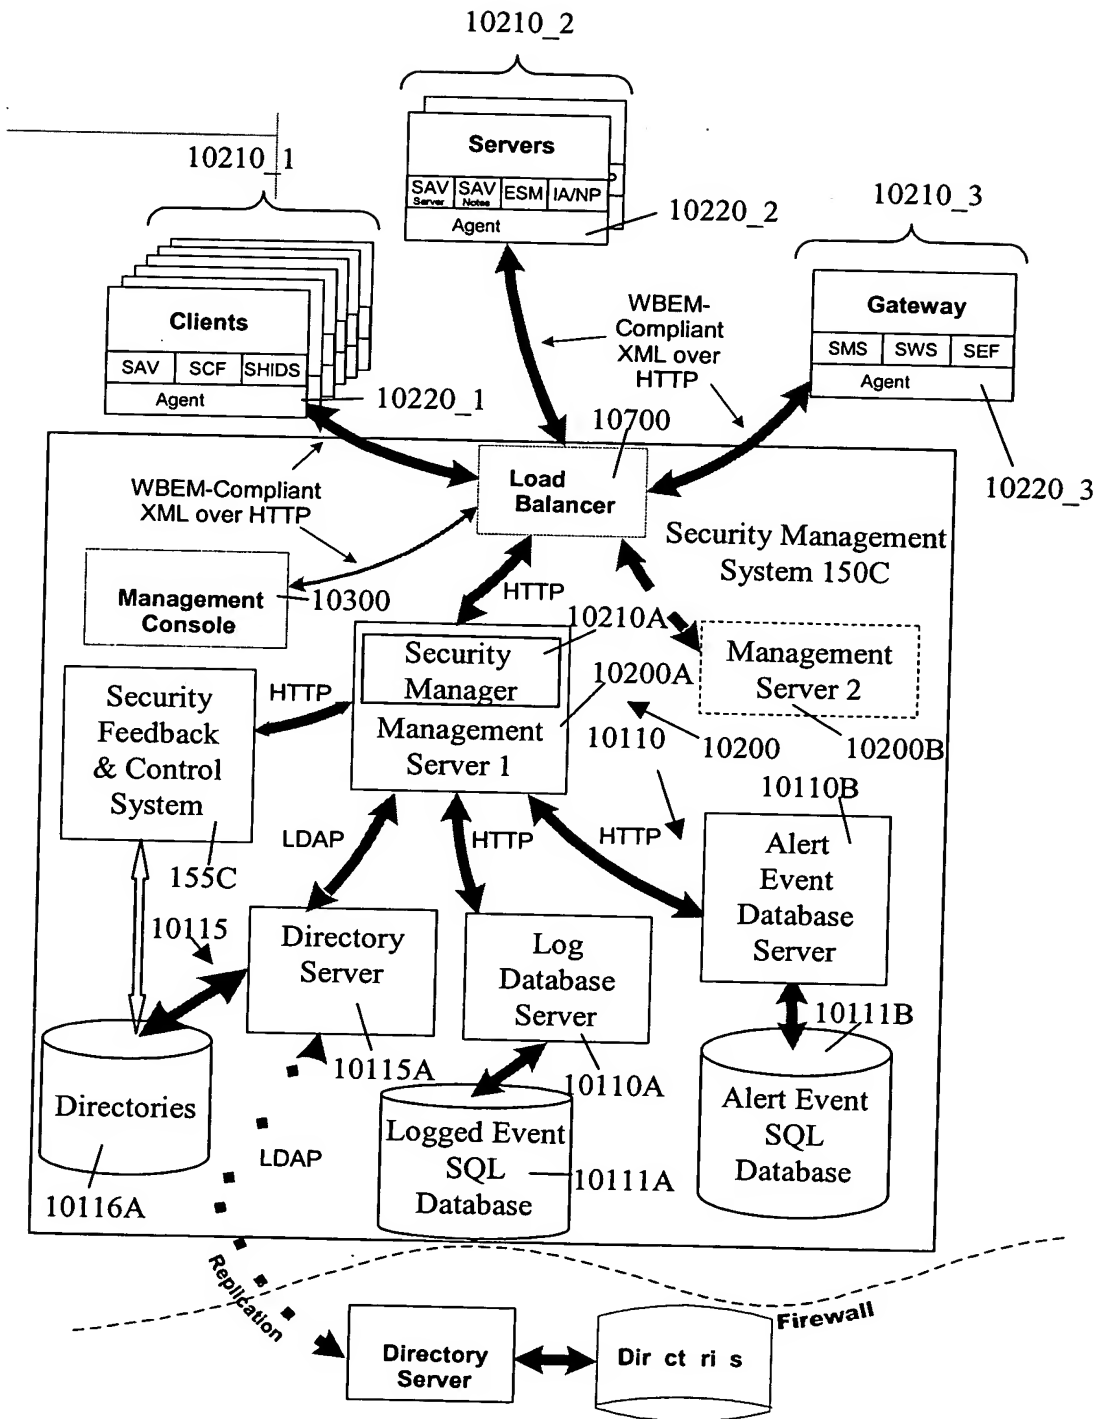 10210_2
Servers
SAV
Server
SAV
Notes
ESM
IA/NP
P
Agent
10220_2
10210_1
Clients
SAV
SCF
SHIDS
Agent
10220_1
10210_3
Gateway
SMS
SWS
SEF
Agent
10220_3
WBEM-
Compliant
XML over
HTTP
10700
Load
Balancer
WBEM-Compliant
XML over HTTP
Security Management
System 150C
Management
Console
10300
HTTP
10210A
Security
Manager
10200A
Management
Server 1
Management
Server 2
10200
10200B
10110
HTTP
Security
Feedback
& Control
System
155C
LDAP
HTTP
HTTP
10110B
Alert
Event
Database
Server
10115
Directory
Server
10115A
Log
Database
Server
10110A
10111B
Directories
10116A
LDAP
Logged Event
SQL
Database
10111A
Alert Event
SQL
Database
Replication
Firewall
Directory
Server
Dir ct ri s